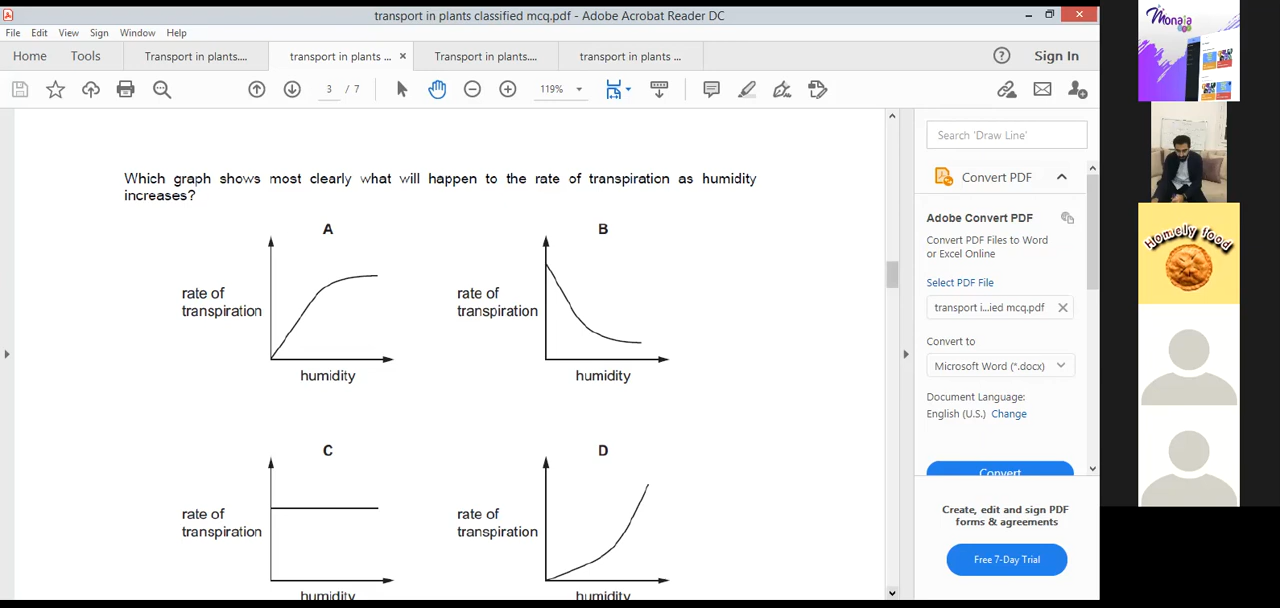 transport in plants classified mcq.pdf - Adobe Acrobat Reader DC
File Edit View Sign Window Help
Home Tools Transport in plants.... transport in plants ... × Transport in plants.... transport in plants ... Sign In
3 / 7 119%
Which graph shows most clearly what will happen to the rate of transpiration as humidity
increases?
A
rate of
transpiration
humidity
B
rate of
transpiration
humidity
C
rate of
transpiration
humidity
D
rate of
transpiration
humidity
Search 'Draw Line'
Convert PDF
Adobe Convert PDF
Convert PDF Files to Word
or Excel Online
Select PDF File
transport i...ied mcq.pdf
Convert to
Microsoft Word (*.docx)
Document Language:
English (U.S.) Change
Convert
Create, edit and sign PDF
forms & agreements
Free 7-Day Trial
Monaja
Homely food